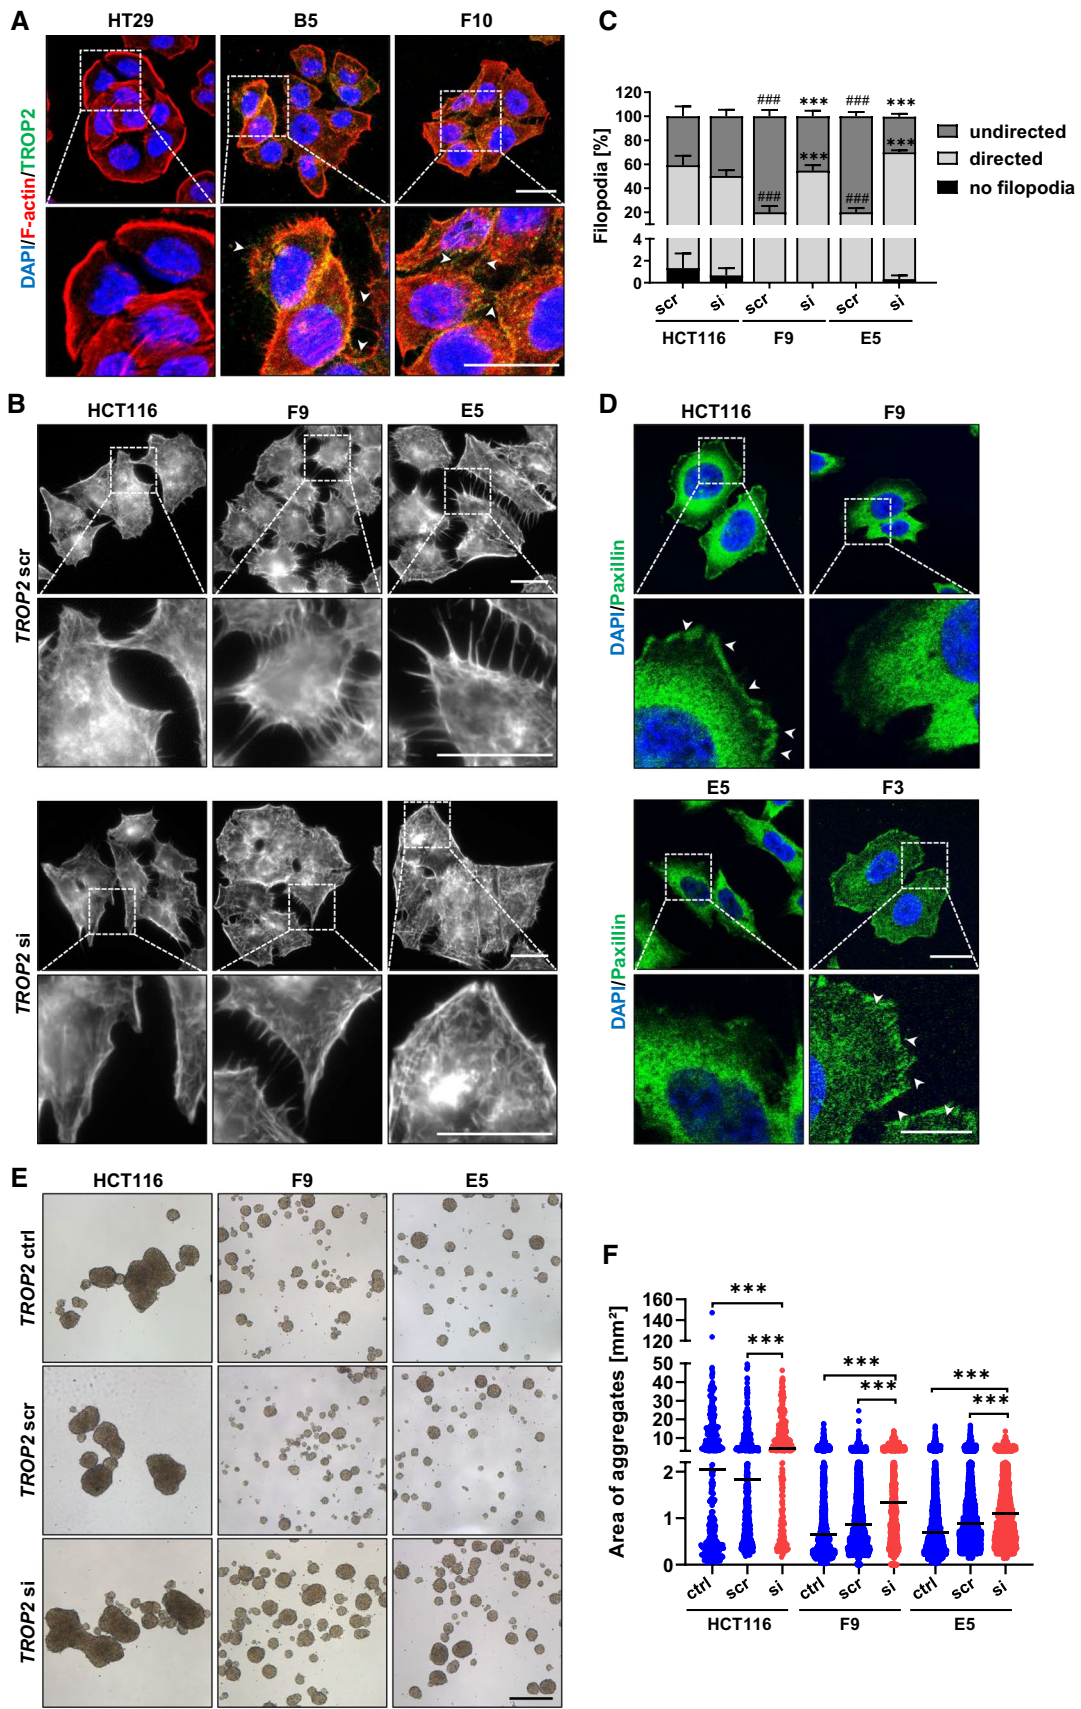 A
HT29
B5
F10
DAPI/F-actin/TROP2
B
HCT116
F9
E5
TROP2 scr
TROP2 si
C
Filopodia [%]
120
100
80
60
40
20
4
2
0
###
***
###
***
###
***
###
***
undirected
directed
no filopodia
scr
si
scr
si
scr
si
HCT116
F9
E5
D
HCT116
F9
DAPI/Paxillin
E5
F3
DAPI/Paxillin
E
HCT116
F9
E5
TROP2 ctrl
TROP2 scr
TROP2 si
F
Area of aggregates [mm²]
160
140
120
50
40
30
20
10
2
1
0
***
***
***
***
***
***
ctrl
scr
si
ctrl
scr
si
ctrl
scr
si
HCT116
F9
E5